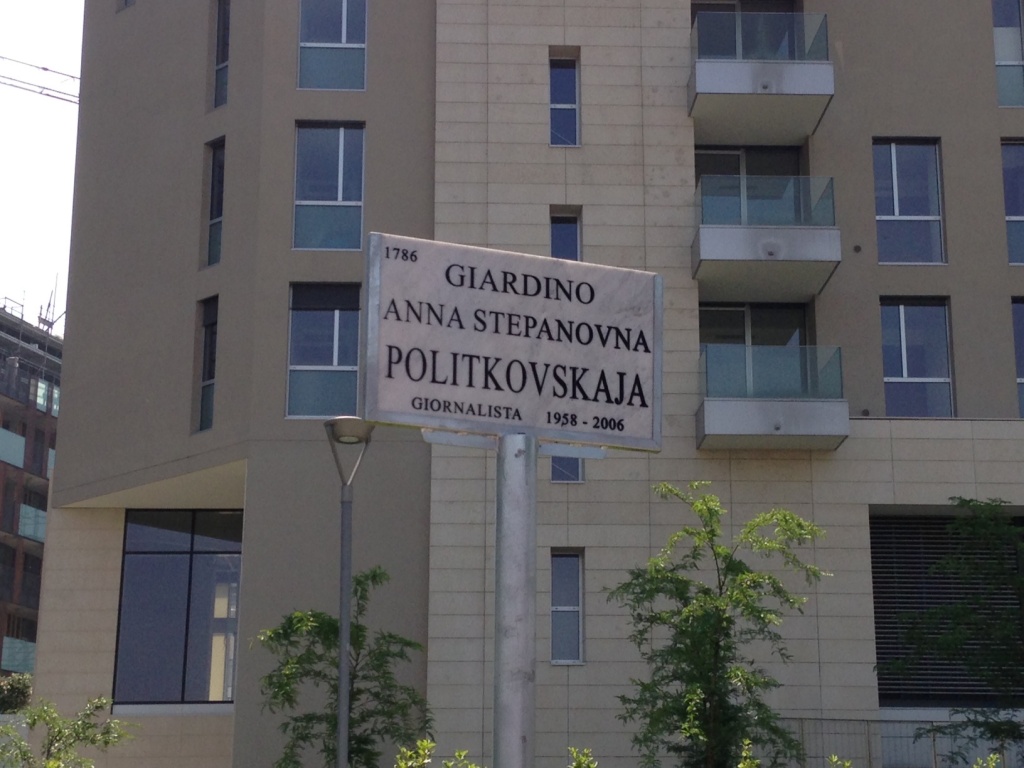 1786
GIARDINO
ANNA STEPANOVNA
POLITKOVSKAJA
GIORNALISTA 1958 - 2006